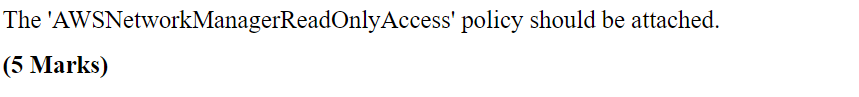 The 'AWSNetworkManagerReadOnlyAccess' policy should be attached.
(5 Marks)